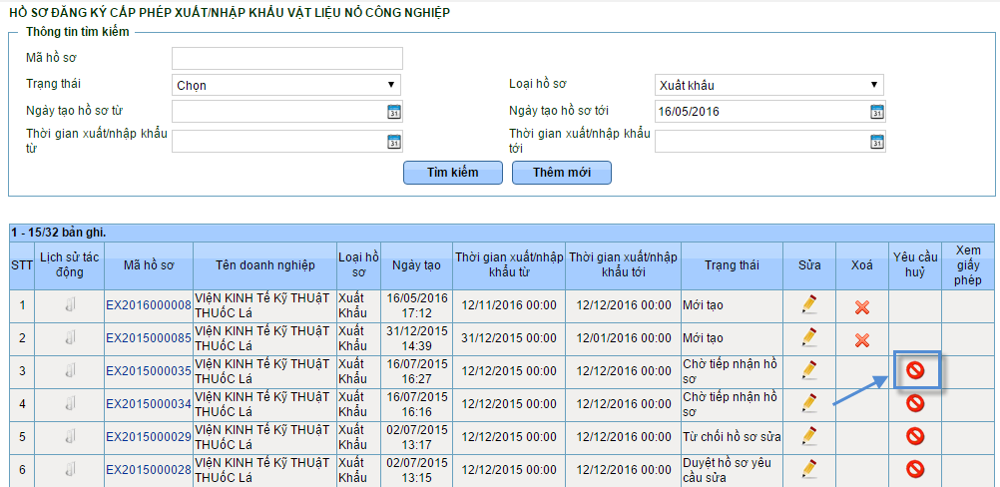 HỒ SƠ ĐĂNG KÝ CẤP PHÉP XUẤT/NHẬP KHẨU VẬT LIỆU NỔ CÔNG NGHIỆP
Thông tin tìm kiếm
Mã hồ sơ
Trạng thái Chọn Loại hồ sơ Xuất khẩu
Ngày tạo hồ sơ từ 31 Ngày tạo hồ sơ tới 16/05/2016 31
Thời gian xuất/nhập khẩu 31 Thời gian xuất/nhập khẩu 31
từ tới
Tìm kiếm Thêm mới
1 - 15/32 bản ghi.
STT Lịch sử tác động Mã hồ sơ Tên doanh nghiệp Loại hồ sơ Ngày tạo Thời gian xuất/nhập khẩu từ Thời gian xuất/nhập khẩu tới Trạng thái Sửa Xoá Yêu cầu huỷ Xem giấy phép
1 EX2016000008 ViệN KINH Tế Kỹ THUậT THUốC Lá Xuất Khẩu 16/05/2016 17:12 12/11/2016 00:00 12/12/2016 00:00 Mới tạo
2 EX2015000085 ViệN KINH Tế Kỹ THUậT THUốC Lá Xuất Khẩu 31/12/2015 14:39 31/12/2015 00:00 12/01/2016 00:00 Mới tạo
3 EX2015000035 ViệN KINH Tế Kỹ THUậT THUốC Lá Xuất Khẩu 16/07/2015 16:27 12/12/2015 00:00 12/12/2016 00:00 Chờ tiếp nhận hồ sơ
4 EX2015000034 ViệN KINH Tế Kỹ THUậT THUốC Lá Xuất Khẩu 16/07/2015 16:16 12/12/2015 00:00 12/12/2016 00:00 Chờ tiếp nhận hồ sơ
5 EX2015000029 ViệN KINH Tế Kỹ THUậT THUốC Lá Xuất Khẩu 02/07/2015 13:17 12/12/2015 00:00 12/12/2016 00:00 Từ chối hồ sơ sửa
6 EX2015000028 ViệN KINH Tế Kỹ THUậT THUốC Lá Xuất Khẩu 02/07/2015 13:15 12/12/2015 00:00 12/12/2016 00:00 Duyệt hồ sơ yêu cầu sửa